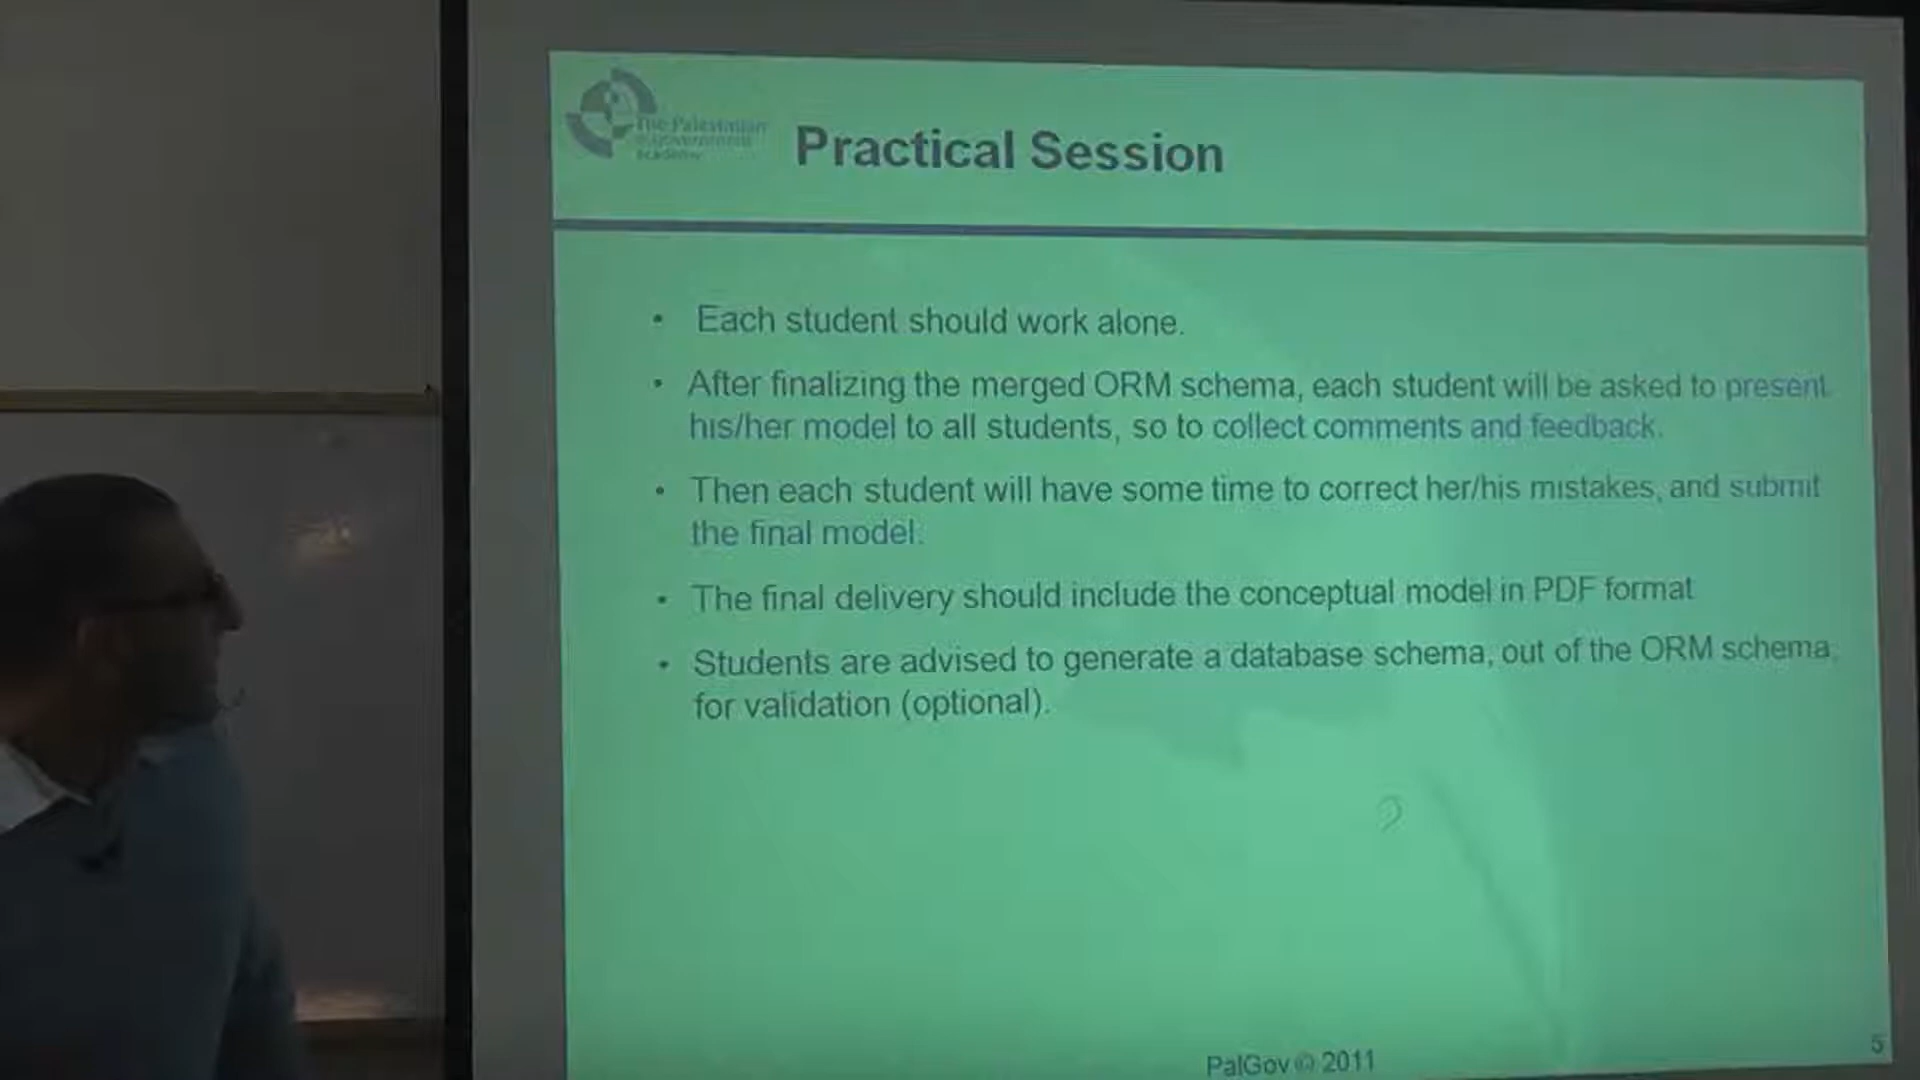 The Palestinian
eGovernment
Academy
Practical Session
• Each student should work alone.
• After finalizing the merged ORM schema, each student will be asked to present
his/her model to all students, so to collect comments and feedback.
• Then each student will have some time to correct her/his mistakes, and submit
the final model.
• The final delivery should include the conceptual model in PDF format
• Students are advised to generate a database schema, out of the ORM schema,
for validation (optional).
PalGov © 2011
5